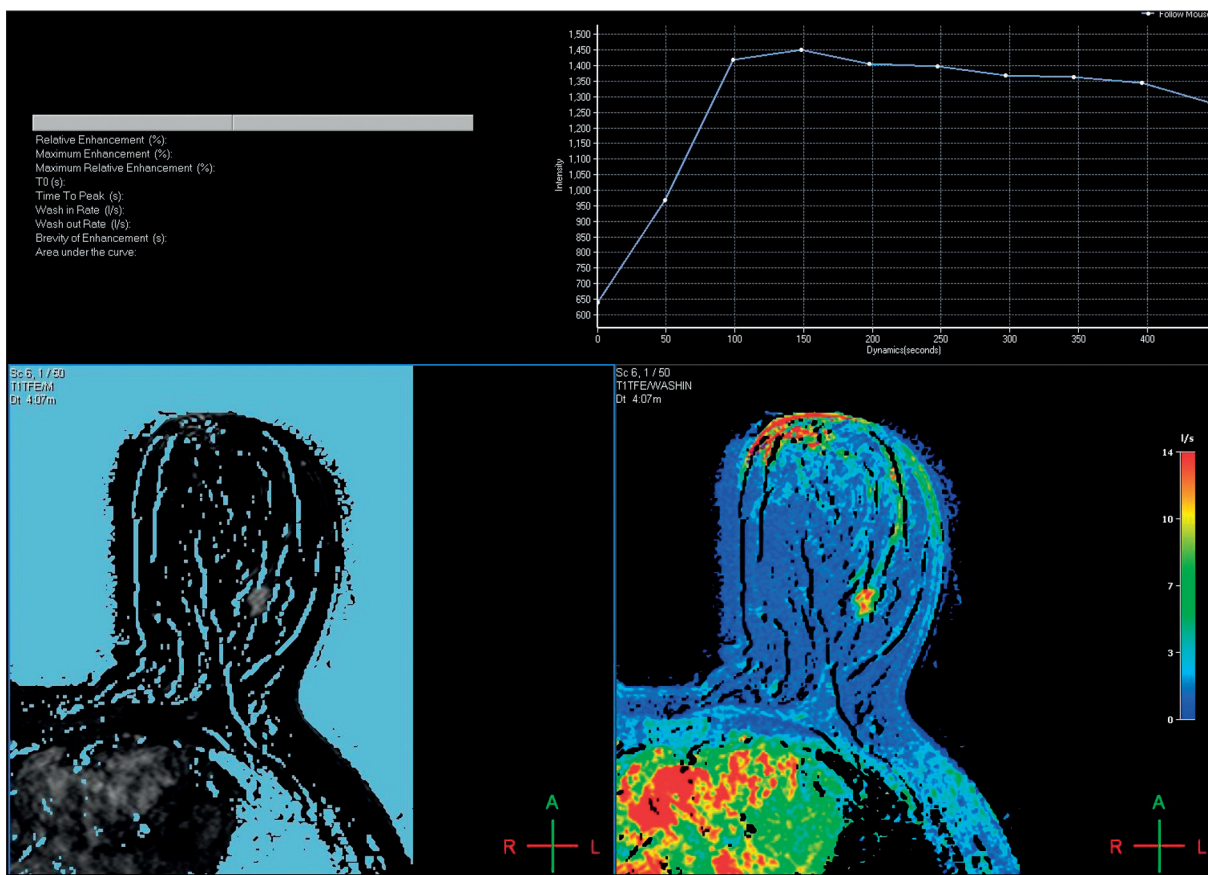 Follow Mouse
Relative Enhancement (%):
Maximum Enhancement (%):
Maximum Relative Enhancement (%):
T0 (s):
Time To Peak (s):
Wash in Rate (l/s):
Wash out Rate (l/s):
Brevity of Enhancement (s):
Area under the curve:
1,500
1,450
1,400
1,350
1,300
1,250
1,200
1,150
1,100
1,050
1,000
950
900
850
800
750
700
650
600
Intensity
0 50 100 150 200 250 300 350 400
Dynamics(seconds)
Sc 6, 1 / 50
T1TFE/M
Dt 4:07m
A
R L
Sc 6, 1 / 50
T1TFE/WASHIN
Dt 4:07m
l/s
14
10
7
3
0
A
R L